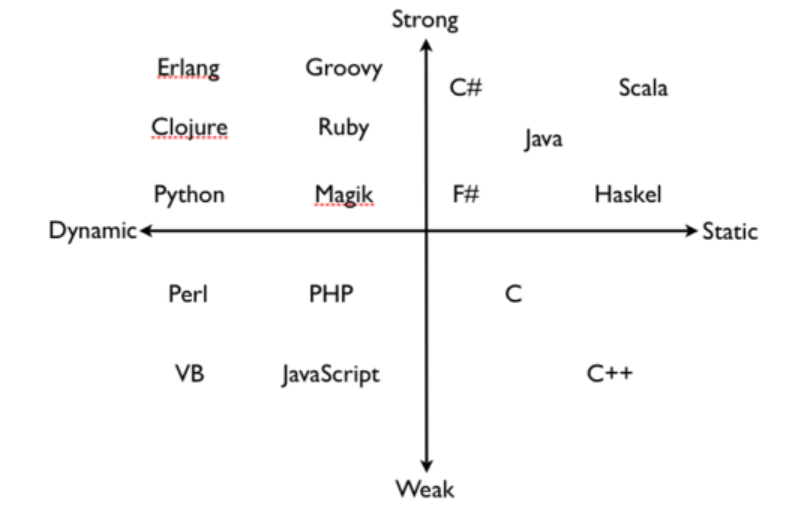 Strong
Erlang Groovy C# Scala
Clojure Ruby Java
Python Magik F# Haskel
Dynamic Static
Perl PHP C
VB JavaScript C++
Weak